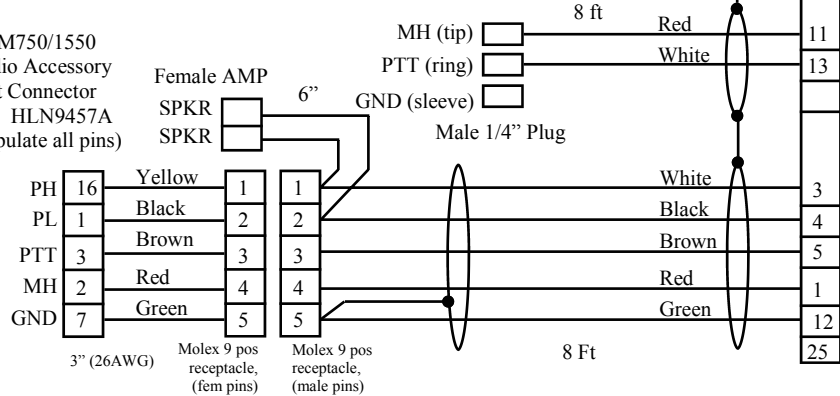 8 ft
MH (tip)
Red
11
PTT (ring)
White
13
GND (sleeve)
Male 1/4” Plug
M750/1550
Accessory
Connector
HLN9457A
all pins)
Female AMP
6”
SPKR
SPKR
PH 16 Yellow 1 1 White 3
PL 1 Black 2 2 Black 4
PTT 3 Brown 3 3 Brown 5
MH 2 Red 4 4 Red 1
GND 7 Green 5 5 Green 12
25
3” (26AWG)
Molex 9 pos
receptacle,
(fem pins)
Molex 9 pos
receptacle,
(male pins)
8 Ft